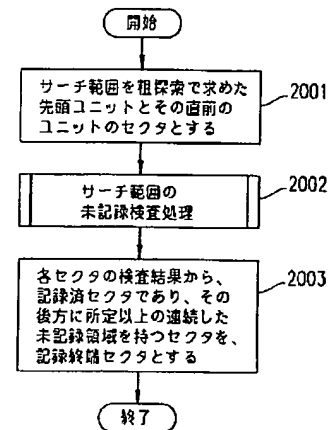 開始
サーチ範囲を粗探索で求めた
先頭ユニットとその直前の
ユニットのセクタとする
2001
サーチ範囲の
未記録検査処理
2002
各セクタの検査結果から、
記録済セクタであり、その
後方に所定以上の連続した
未記録領域を持つセクタを、
記録終端セクタとする
2003
終了